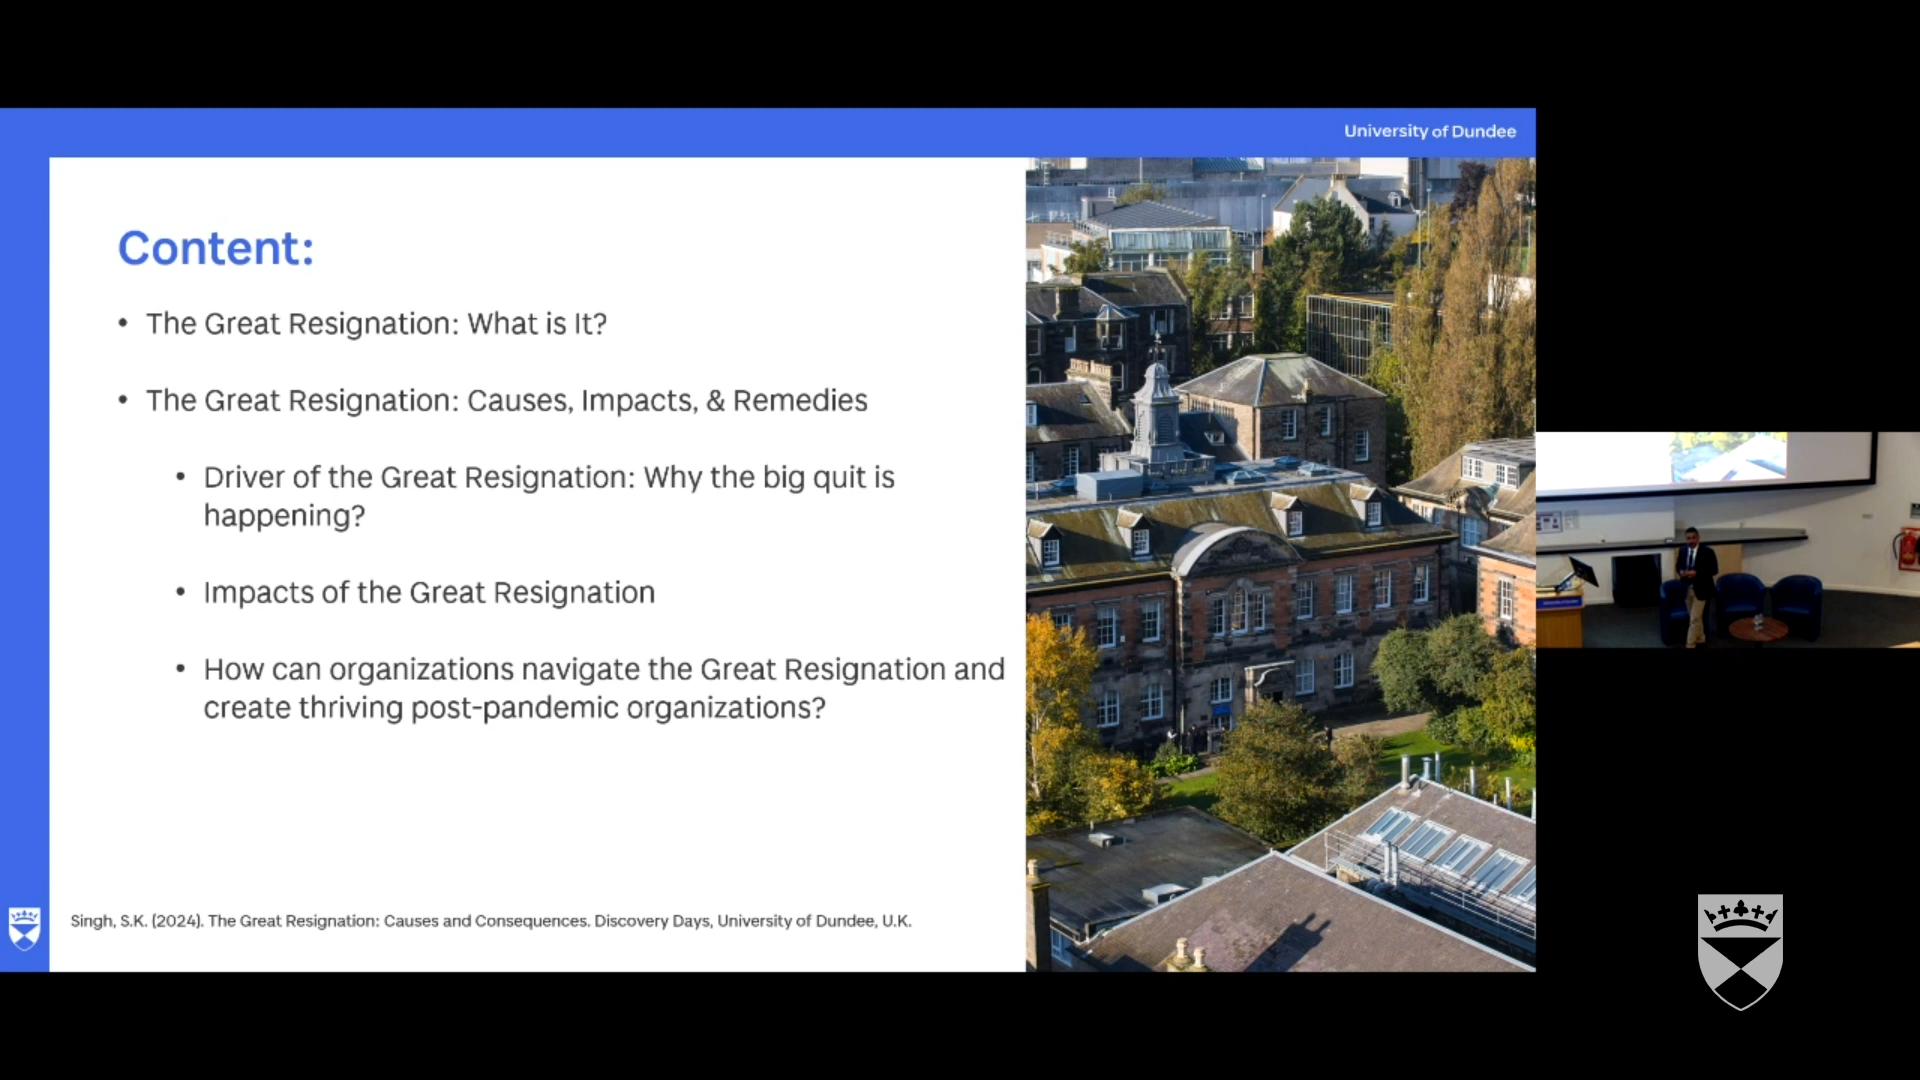 University of Dundee
Content:
• The Great Resignation: What is It?
• The Great Resignation: Causes, Impacts, & Remedies
• Driver of the Great Resignation: Why the big quit is
happening?
• Impacts of the Great Resignation
• How can organizations navigate the Great Resignation and
create thriving post-pandemic organizations?
Singh, S.K. (2024). The Great Resignation: Causes and Consequences. Discovery Days, University of Dundee, U.K.